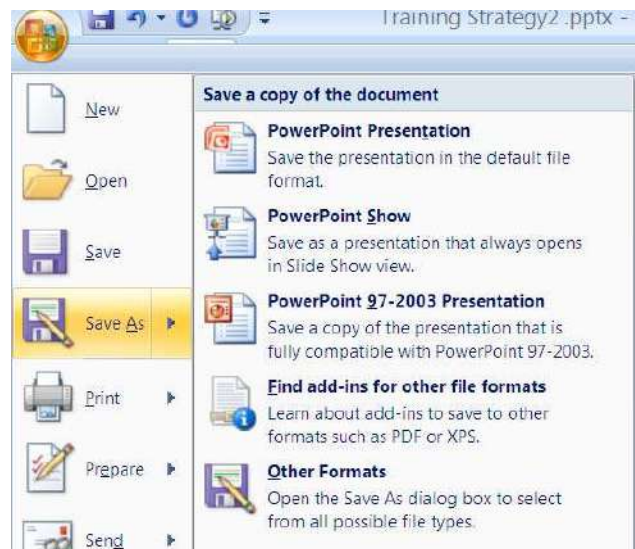 Training Strategy2 .pptx -
New
Open
Save
Save As
Print
Prepare
Send
Save a copy of the document
PowerPoint Presentation
Save the presentation in the default file
format.
PowerPoint Show
Save as a presentation that always opens
in Slide Show view.
PowerPoint 97-2003 Presentation
Save a copy of the presentation that is
fully compatible with PowerPoint 97-2003.
Find add-ins for other file formats
Learn about add-ins to save to other
formats such as PDF or XPS.
Other Formats
Open the Save As dialog box to select
from all possible file types.